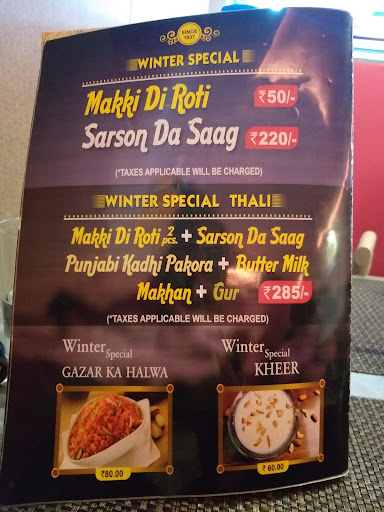 SINCE
1937
WINTER SPECIAL
Makki Di Roti ₹50/-
Sarson Da Saag ₹220/-
(*TAXES APPLICABLE WILL BE CHARGED)
WINTER SPECIAL THALI
Makki Di Roti 2 pcs. + Sarson Da Saag
Punjabi Kadhi Pakora + Butter Milk
Makhan + Gur ₹285/-
(*TAXES APPLICABLE WILL BE CHARGED)
Winter Special
GAZAR KA HALWA
₹80.00
Winter Special
KHEER
₹ 60.00